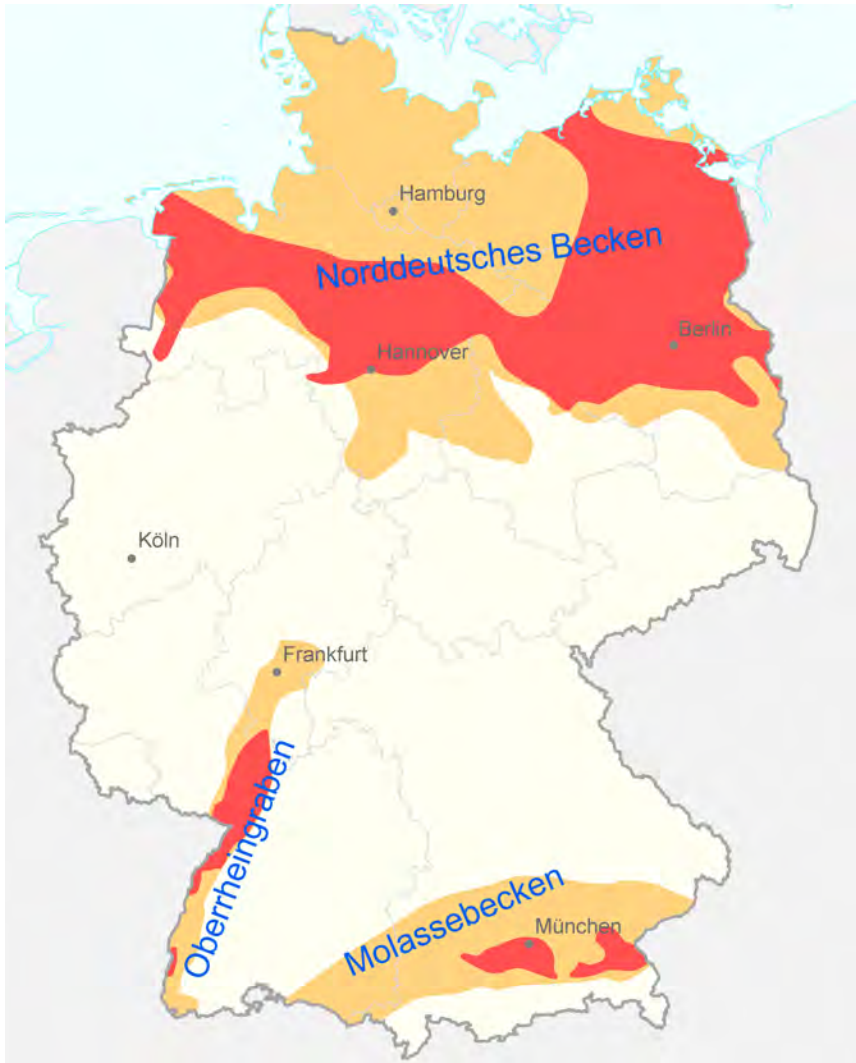 Hamburg
Norddeutsches Becken
Berlin
Hannover
Köln
Frankfurt
Oberrheingraben
Molassebecken
München